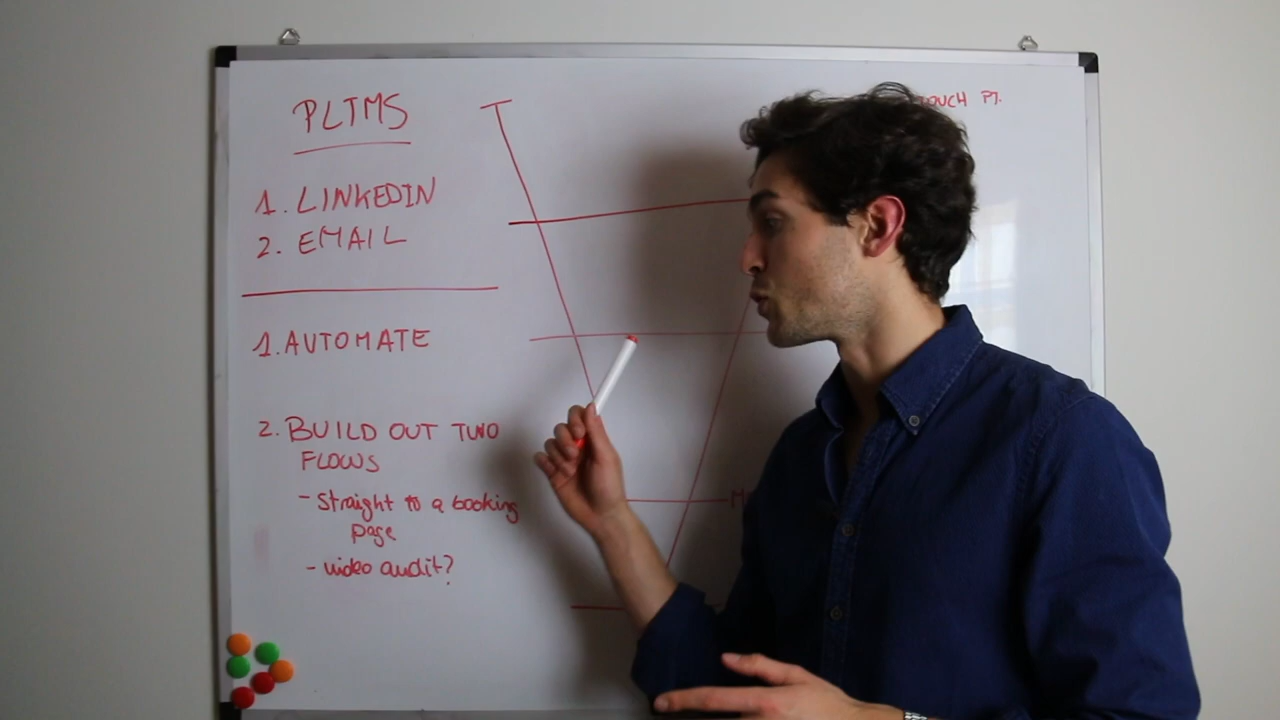 PLTMS
1. LINKEDIN
2. EMAIL
1. AUTOMATE
2. BUILD OUT TWO
FLOWS
- straight to a booking
page
- video audit?
PT.